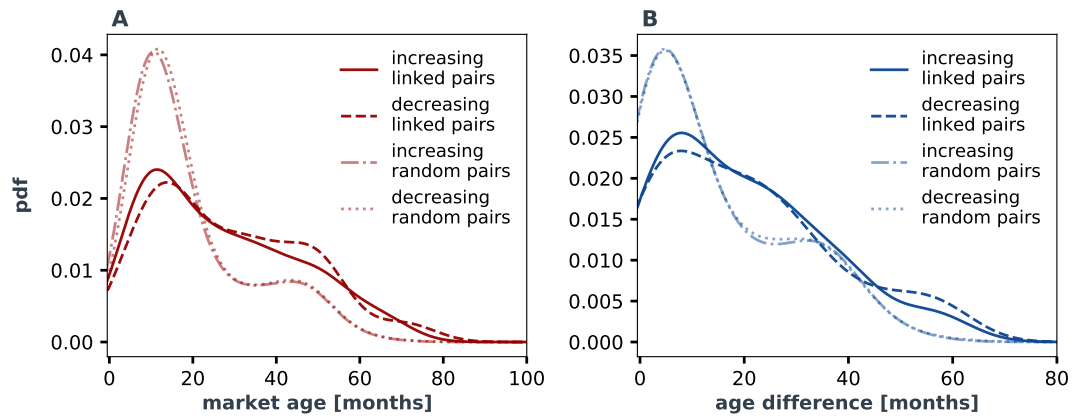 A
pdf
0.04
0.03
0.02
0.01
0.00
0
20
40
60
80
100
market age [months]
increasing
linked pairs
decreasing
linked pairs
increasing
random pairs
decreasing
random pairs
B
0.035
0.030
0.025
0.020
0.015
0.010
0.005
0.000
0
20
40
60
80
age difference [months]
increasing
linked pairs
decreasing
linked pairs
increasing
random pairs
decreasing
random pairs